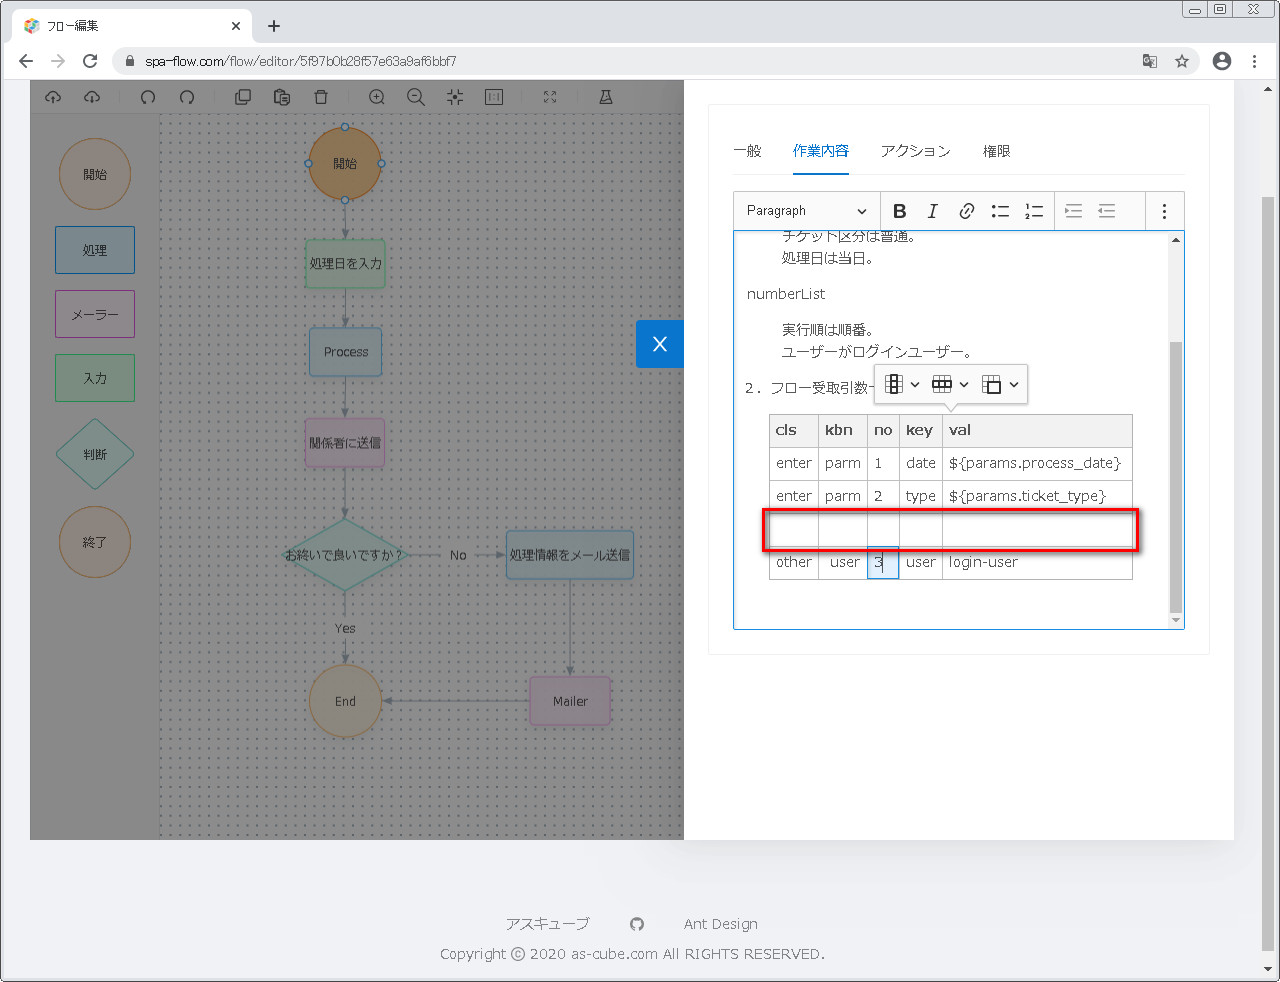 フロー編集
spa-flow.com/flow/editor/5f97b0b28f57e63a9af6bbf7
開始
処理
メーラー
入力
判断
終了
開始
処理日を入力
Process
関係者に送信
お終いで良いですか？
No
処理情報をメール送信
Yes
End
Mailer
一般 作業内容 アクション 権限
Paragraph
チケット区分は普通。
処理日は当日。
numberList
実行順は順番。
ユーザーがログインユーザー。
2. フロー受取引数
cls kbn no key val
enter parm 1 date ${params.process_date}
enter parm 2 type ${params.ticket_type}
other user 3 user login-user
アスキューブ Ant Design
Copyright © 2020 as-cube.com All RIGHTS RESERVED.